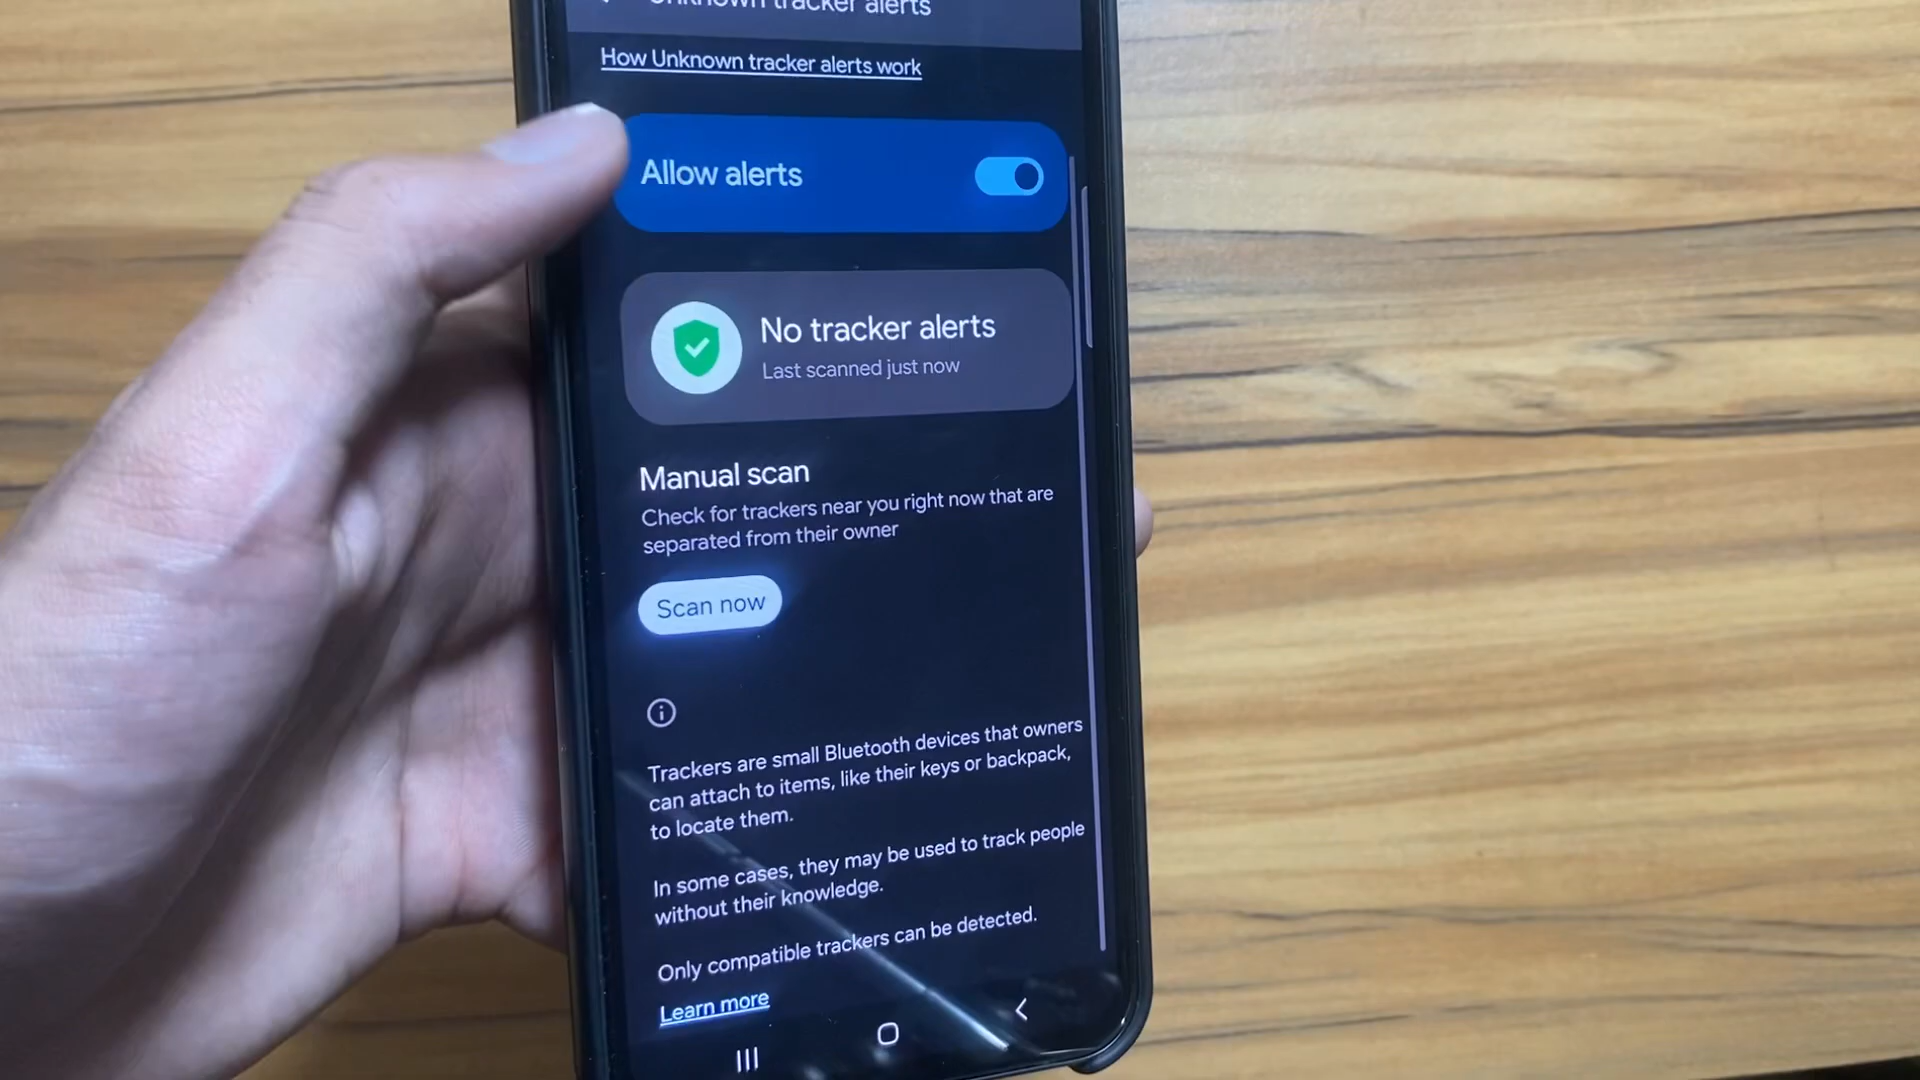 Unknown tracker alerts
How Unknown tracker alerts work
Allow alerts
No tracker alerts
Last scanned just now
Manual scan
Check for trackers near you right now that are
separated from their owner
Scan now
Trackers are small Bluetooth devices that owners
can attach to items, like their keys or backpack,
to locate them.
In some cases, they may be used to track people
without their knowledge.
Only compatible trackers can be detected.
Learn more